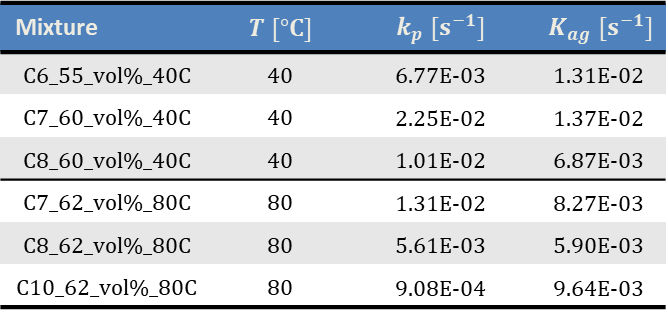 Mixture T [°C] kₚ [s⁻¹] Kₐg [s⁻¹]
C6_55_vol%_40C 40 6.77E-03 1.31E-02
C7_60_vol%_40C 40 2.25E-02 1.37E-02
C8_60_vol%_40C 40 1.01E-02 6.87E-03
C7_62_vol%_80C 80 1.31E-02 8.27E-03
C8_62_vol%_80C 80 5.61E-03 5.90E-03
C10_62_vol%_80C 80 9.08E-04 9.64E-03